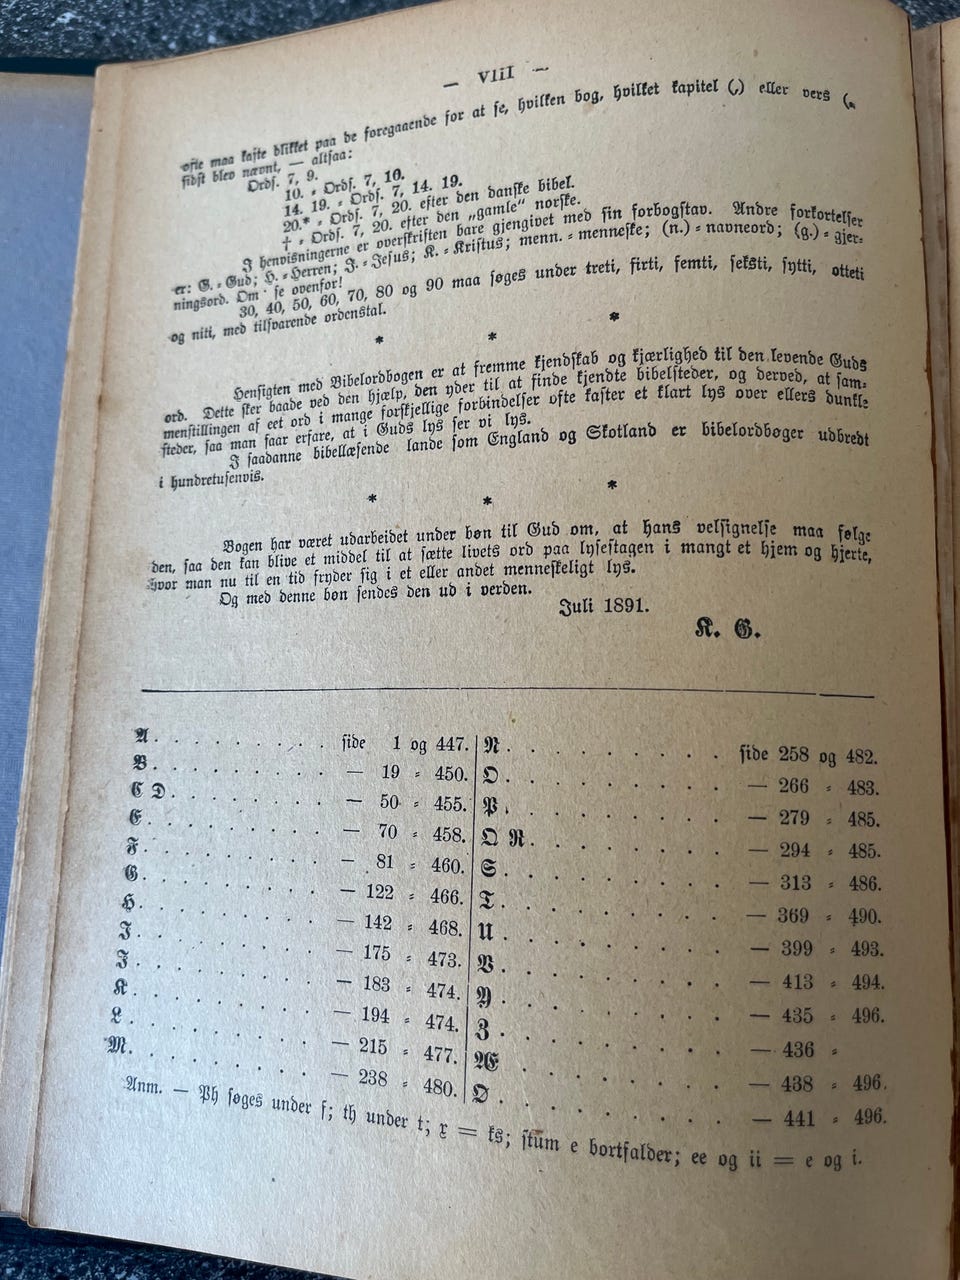 — VIII —
ofte maa kaste blikket paa de foregaaende for at se, hvilken bog, hvilket kapitel (,) eller vers (.
sidst blev nævnt, — altsaa:
Ordf. 7, 9.
10. = Ordf. 7, 10.
14. 19. = Ordf. 7, 14. 19.
20.* = Ordf. 7, 20. efter den danske bibel.
† = Ordf. 7, 20. efter den „gamle“ norske.
I henvisningerne er overskriften bare gjengivet med sin forbogstav. Andre forkortelser
er: G. = Gud; H. = Herren; J. = Jesus; K. = Kristus; menn. = menneske; (n.) = navneord; (g.) = gjer=
ningsord. Om * se ovenfor!
30, 40, 50, 60, 70, 80 og 90 maa søges under treti, firti, femti, seksti, sytti, otteti
og niti, med tilsvarende ordenstal.
* * *
Hensigten med Bibelordbogen er at fremme kjendskab og kjærlighed til den levende Guds
ord. Dette sker baade ved den hjælp, den yder til at finde kjendte bibelsteder, og derved, at sam=
menstillingen af eet ord i mange forskjellige forbindelser ofte kaster et klart lys over ellers dunkle
steder, saa man faar erfare, at i Guds lys ser vi lys.
I saadanne bibellæsende lande som England og Skotland er bibelordbøger udbredt
i hundretusenvis.
* * *
Bogen har været udarbeidet under bøn til Gud om, at hans velsignelse maa følge
den, saa den kan blive et middel til at sætte livets ord paa lysestagen i mangt et hjem og hjerte,
hvor man nu til en tid fryder sig i et eller andet menneskeligt lys.
Og med denne bøn sendes den ud i verden.
Juli 1891.
K. G.
A. . . . . . . . . . side 1 og 447.
B. . . . . . . . . . — 19 = 450.
C D. . . . . . . . . — 50 = 455.
E. . . . . . . . . . — 70 = 458.
F. . . . . . . . . . — 81 = 460.
G. . . . . . . . . . — 122 = 466.
H. . . . . . . . . . — 142 = 468.
I. . . . . . . . . . — 175 = 473.
J. . . . . . . . . . — 183 = 474.
K. . . . . . . . . . — 194 = 474.
L. . . . . . . . . . — 215 = 477.
M. . . . . . . . . . — 238 = 480.
N. . . . . . . . . . side 258 og 482.
O. . . . . . . . . . — 266 = 483.
P. . . . . . . . . . — 279 = 485.
Q R. . . . . . . . . — 294 = 485.
S . . . . . . . . . — 313 = 486.
T. . . . . . . . . . — 369 = 490.
U . . . . . . . . . — 399 = 493.
V. . . . . . . . . . — 413 = 494.
Y. . . . . . . . . . — 435 = 496.
Z . . . . . . . . . — 436 =
Æ . . . . . . . . . — 438 = 496.
Ø . . . . . . . . . — 441 = 496.
Anm. — Ph søges under f; th under t; x = ks; stum e bortfalder; ee og ii = e og i.